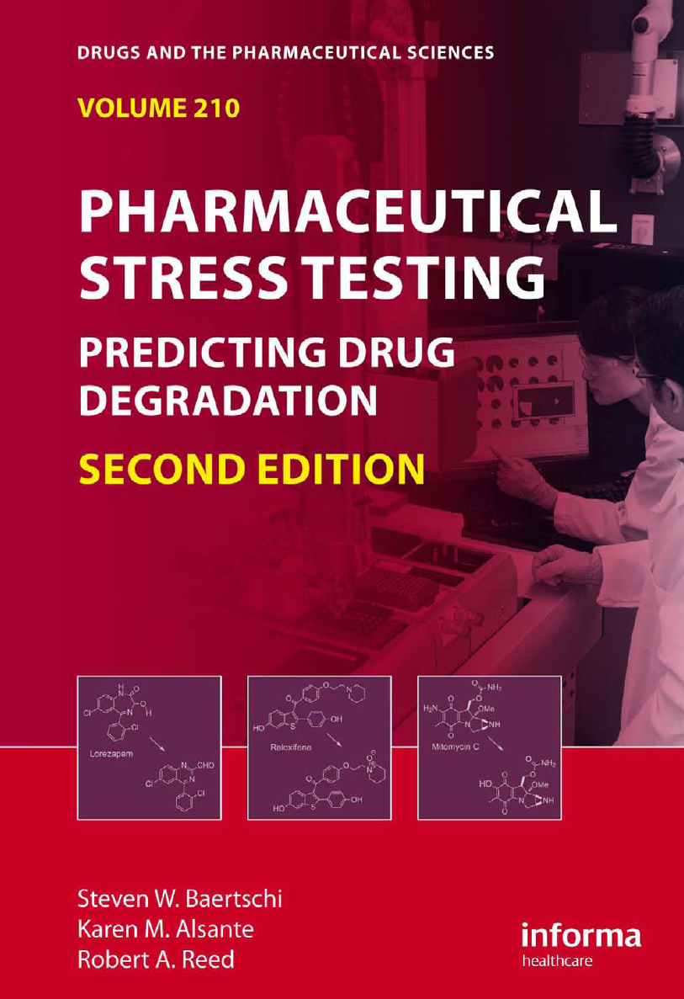 DRUGS AND THE PHARMACEUTICAL SCIENCES
VOLUME 210
PHARMACEUTICAL
STRESS TESTING
PREDICTING DRUG
DEGRADATION
SECOND EDITION
H
N
O
O
H
Cl
N
Cl
Lorezapam
N
CHO
N
Cl
Cl
O
N
O
HO
S
OH
Raloxifene
O
N
O
O
HO
S
OH
O
NH₂
O
H₂N
O
OMe
N
NH
O
Mitomycin C
O
NH₂
O
HO
O
OMe
N
NH
O
Steven W. Baertschi
Karen M. Alsante
Robert A. Reed
informa
healthcare